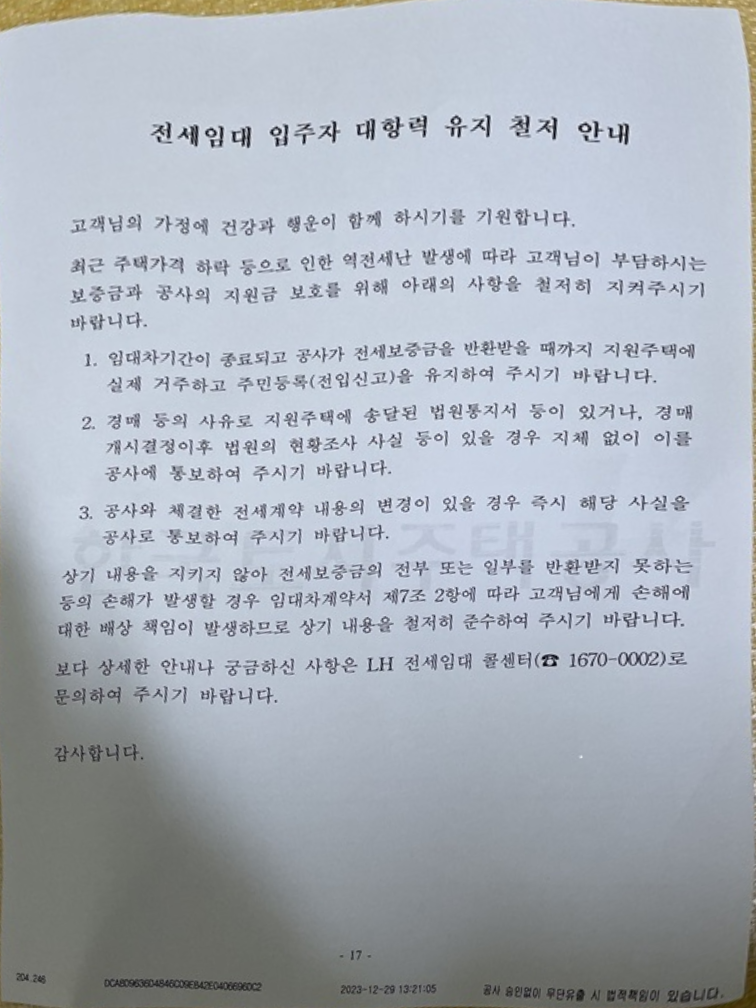 전세임대 입주자 대항력 유지 철저 안내
고객님의 가정에 건강과 행운이 함께 하시기를 기원합니다.
최근 주택가격 하락 등으로 인한 역전세난 발생에 따라 고객님이 부담하시는
보증금과 공사의 지원금 보호를 위해 아래의 사항을 철저히 지켜주시기
바랍니다.
1. 임대차기간이 종료되고 공사가 전세보증금을 반환받을 때까지 지원주택에
실제 거주하고 주민등록(전입신고)을 유지하여 주시기 바랍니다.
2. 경매 등의 사유로 지원주택에 송달된 법원통지서 등이 있거나, 경매
개시결정이후 법원의 현황조사 사실 등이 있을 경우 지체 없이 이를
공사에 통보하여 주시기 바랍니다.
3. 공사와 체결한 전세계약 내용의 변경이 있을 경우 즉시 해당 사실을
공사로 통보하여 주시기 바랍니다.
한국토지주택공사
상기 내용을 지키지 않아 전세보증금의 전부 또는 일부를 반환받지 못하는
등의 손해가 발생할 경우 임대차계약서 제7조 2항에 따라 고객님에게 손해에
대한 배상 책임이 발생하므로 상기 내용을 철저히 준수하여 주시기 바랍니다.
보다 상세한 안내나 궁금하신 사항은 LH 전세임대 콜센터(☎ 1670-0002)로
문의하여 주시기 바랍니다.
감사합니다.
- 17 -
204.246
2023-12-29 13:21:05
공사 승인없이 무단유출 시 법적책임이 있습니다.